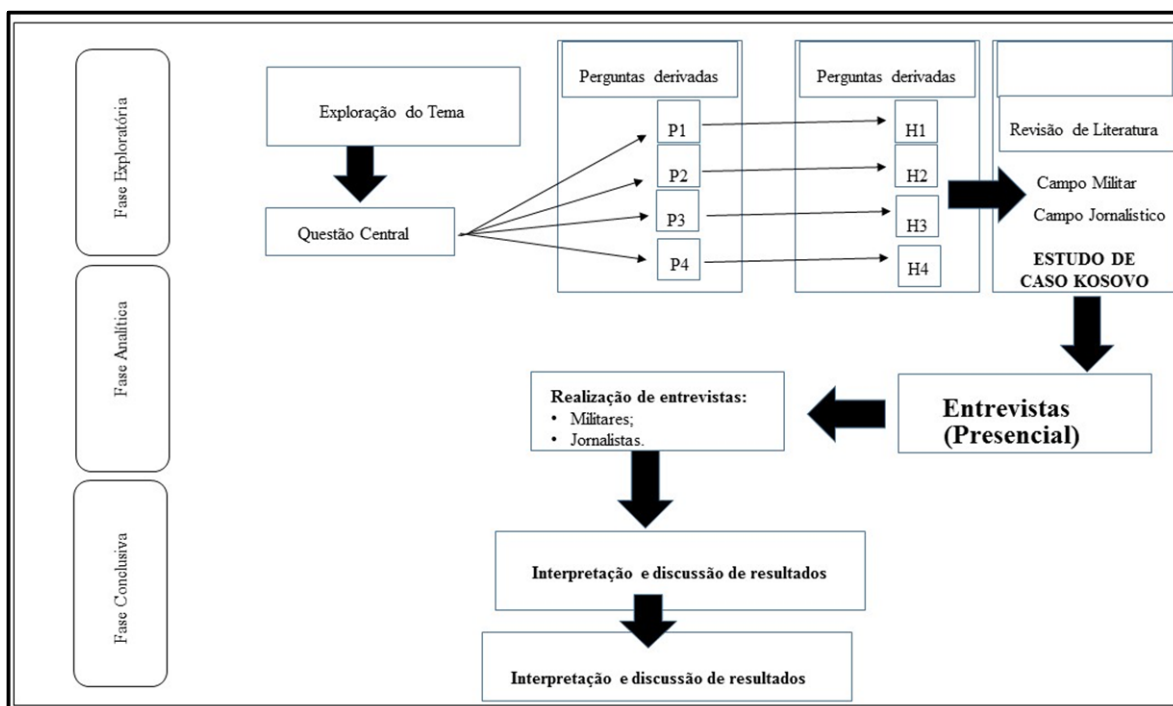 Fase Exploratória
Exploração do Tema
Questão Central
Perguntas derivadas
P1
P2
P3
P4
Perguntas derivadas
H1
H2
H3
H4
Revisão de Literatura
Campo Militar
Campo Jornalistico
ESTUDO DE
CASO KOSOVO
Fase Analítica
Entrevistas
(Presencial)
Realização de entrevistas:
• Militares;
• Jornalistas.
Fase Conclusiva
Interpretação e discussão de resultados
Interpretação e discussão de resultados